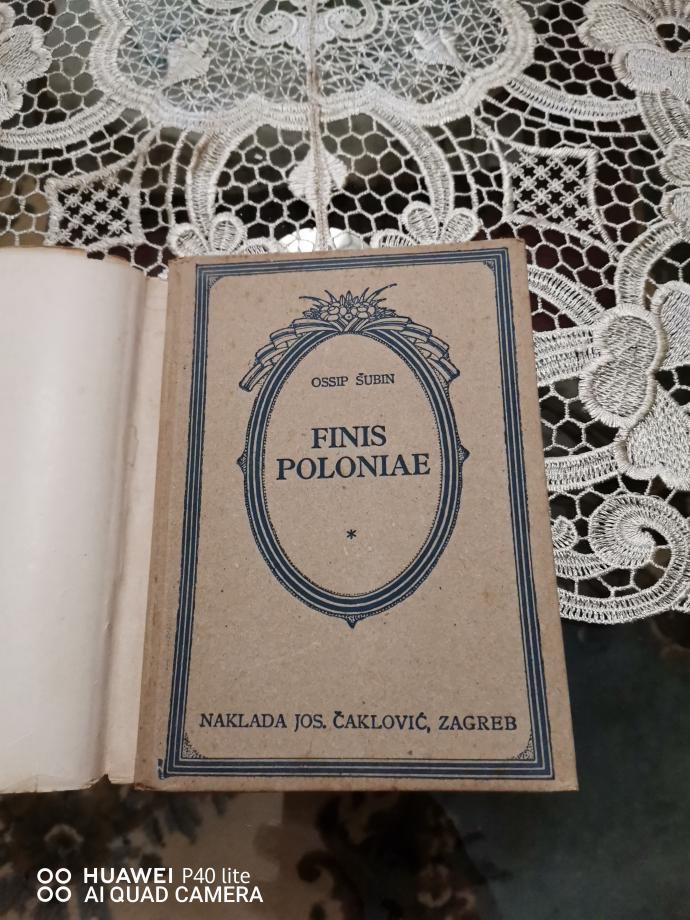 OSSIP ŠUBIN
FINIS
POLONIAE
*
NAKLADA JOS. ČAKLOVIĆ, ZAGREB
HUAWEI P40 lite
AI QUAD CAMERA